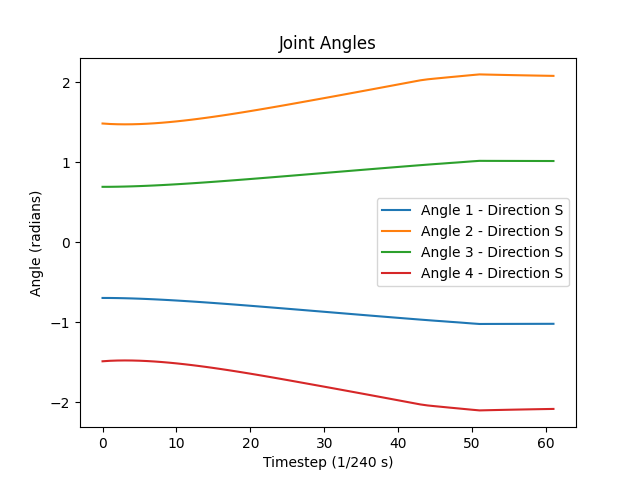 Joint Angles
Angle (radians)
2
1
0
−1
−2
Angle 1 - Direction S
Angle 2 - Direction S
Angle 3 - Direction S
Angle 4 - Direction S
0 10 20 30 40 50 60
Timestep (1/240 s)